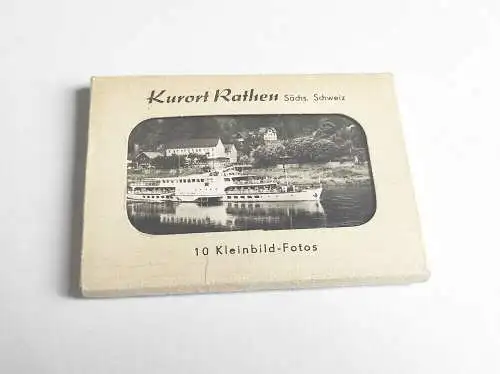 Kurort Rathen Sächs. Schweiz
10 Kleinbild-Fotos